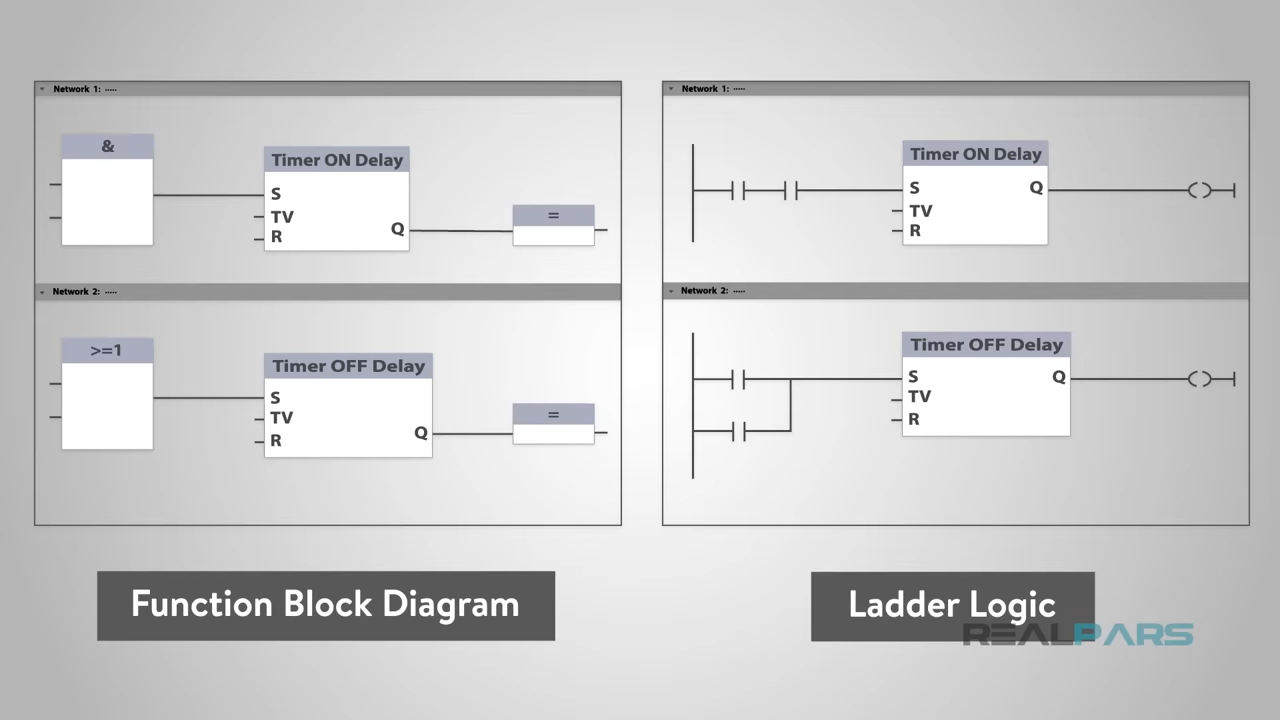 Network 1: .....
&
Timer ON Delay
S
TV
R
Q
=
Network 2: .....
>=1
Timer OFF Delay
S
TV
R
Q
=
Function Block Diagram
Network 1: .....
Timer ON Delay
S
Q
TV
R
Network 2: .....
Timer OFF Delay
S
Q
TV
R
Ladder Logic
REALPARS